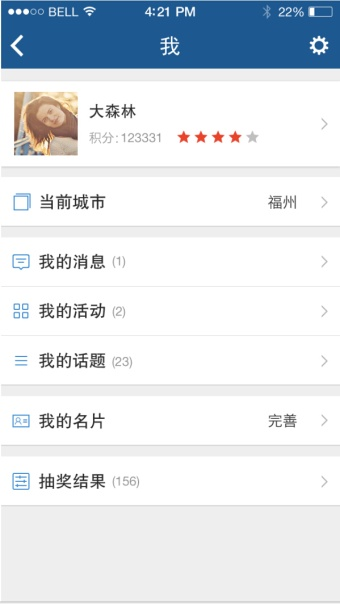 BELL 4:21 PM 22%
我
大森林
积分:123331
当前城市 福州
我的消息 (1)
我的活动 (2)
我的话题 (23)
我的名片 完善
抽奖结果 (156)